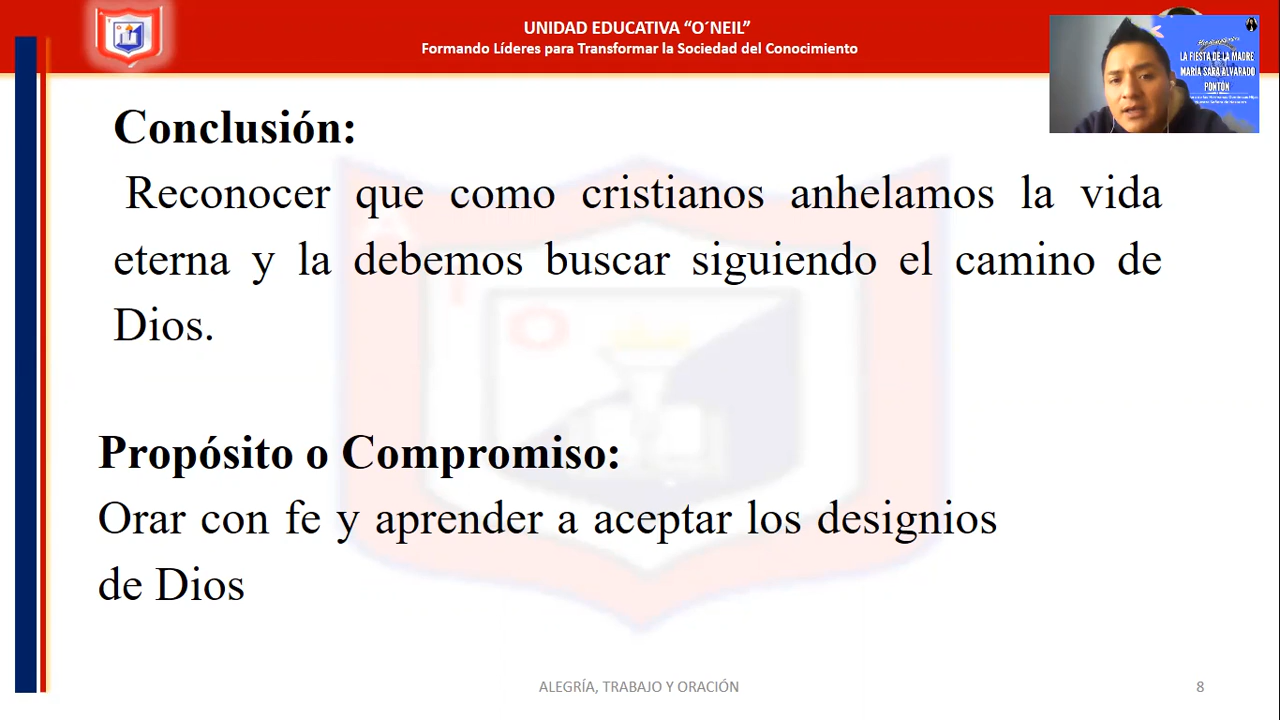 UNIDAD EDUCATIVA “O´NEIL”
Formando Líderes para Transformar la Sociedad del Conocimiento
LA FIESTA DE LA MADRE
MARÍA SARA ALVARADO
PONTÓN
Conclusión:
Reconocer que como cristianos anhelamos la vida
eterna y la debemos buscar siguiendo el camino de
Dios.
Propósito o Compromiso:
Orar con fe y aprender a aceptar los designios
de Dios
ALEGRÍA, TRABAJO Y ORACIÓN
8